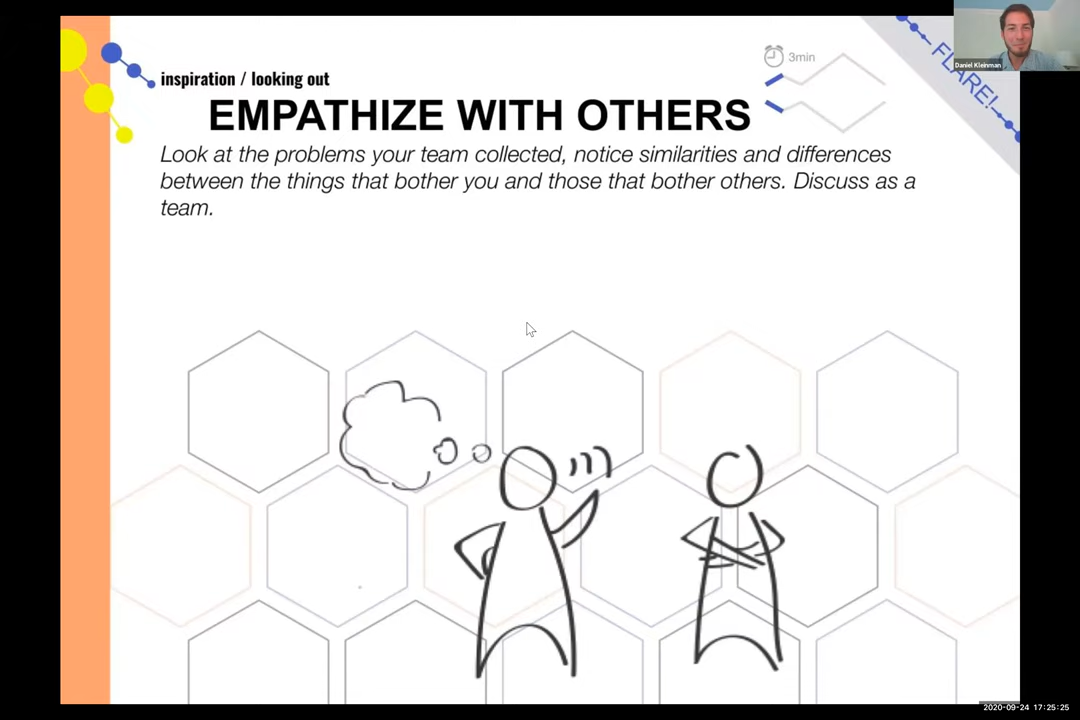 inspiration / looking out
3min
FLARE!
Daniel Kleinman
EMPATHIZE WITH OTHERS
Look at the problems your team collected, notice similarities and differences
between the things that bother you and those that bother others. Discuss as a
team.
2020-09-24 17:25:25